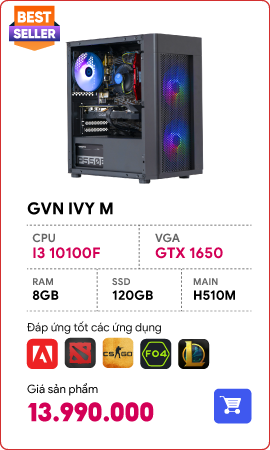 BEST
SELLER
GVN IVY M
CPU
I3 10100F
VGA
GTX 1650
RAM
8GB
SSD
120GB
MAIN
H510M
Đáp ứng tốt các ứng dụng
CS:GO
FO4
Giá sản phẩm
13.990.000